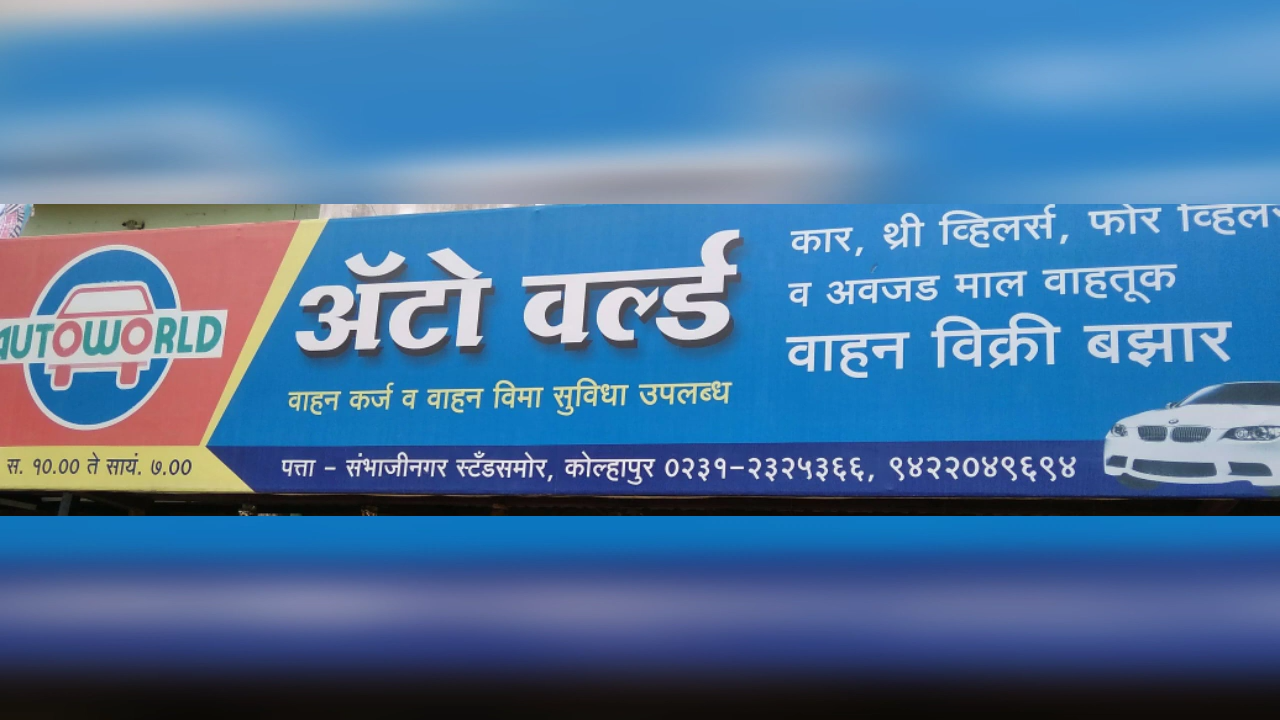 AUTOWORLD
स. १०.०० ते सायं. ७.००
ॲटो वर्ल्ड
वाहन कर्ज व वाहन विमा सुविधा उपलब्ध
कार, थ्री व्हिलर्स, फोर
व अवजड माल वाहतूक
वाहन विक्री बझार
पत्ता - संभाजीनगर स्टँडसमोर, कोल्हापुर ०२३१-२३२५३६६, ९४२२०४९६९४